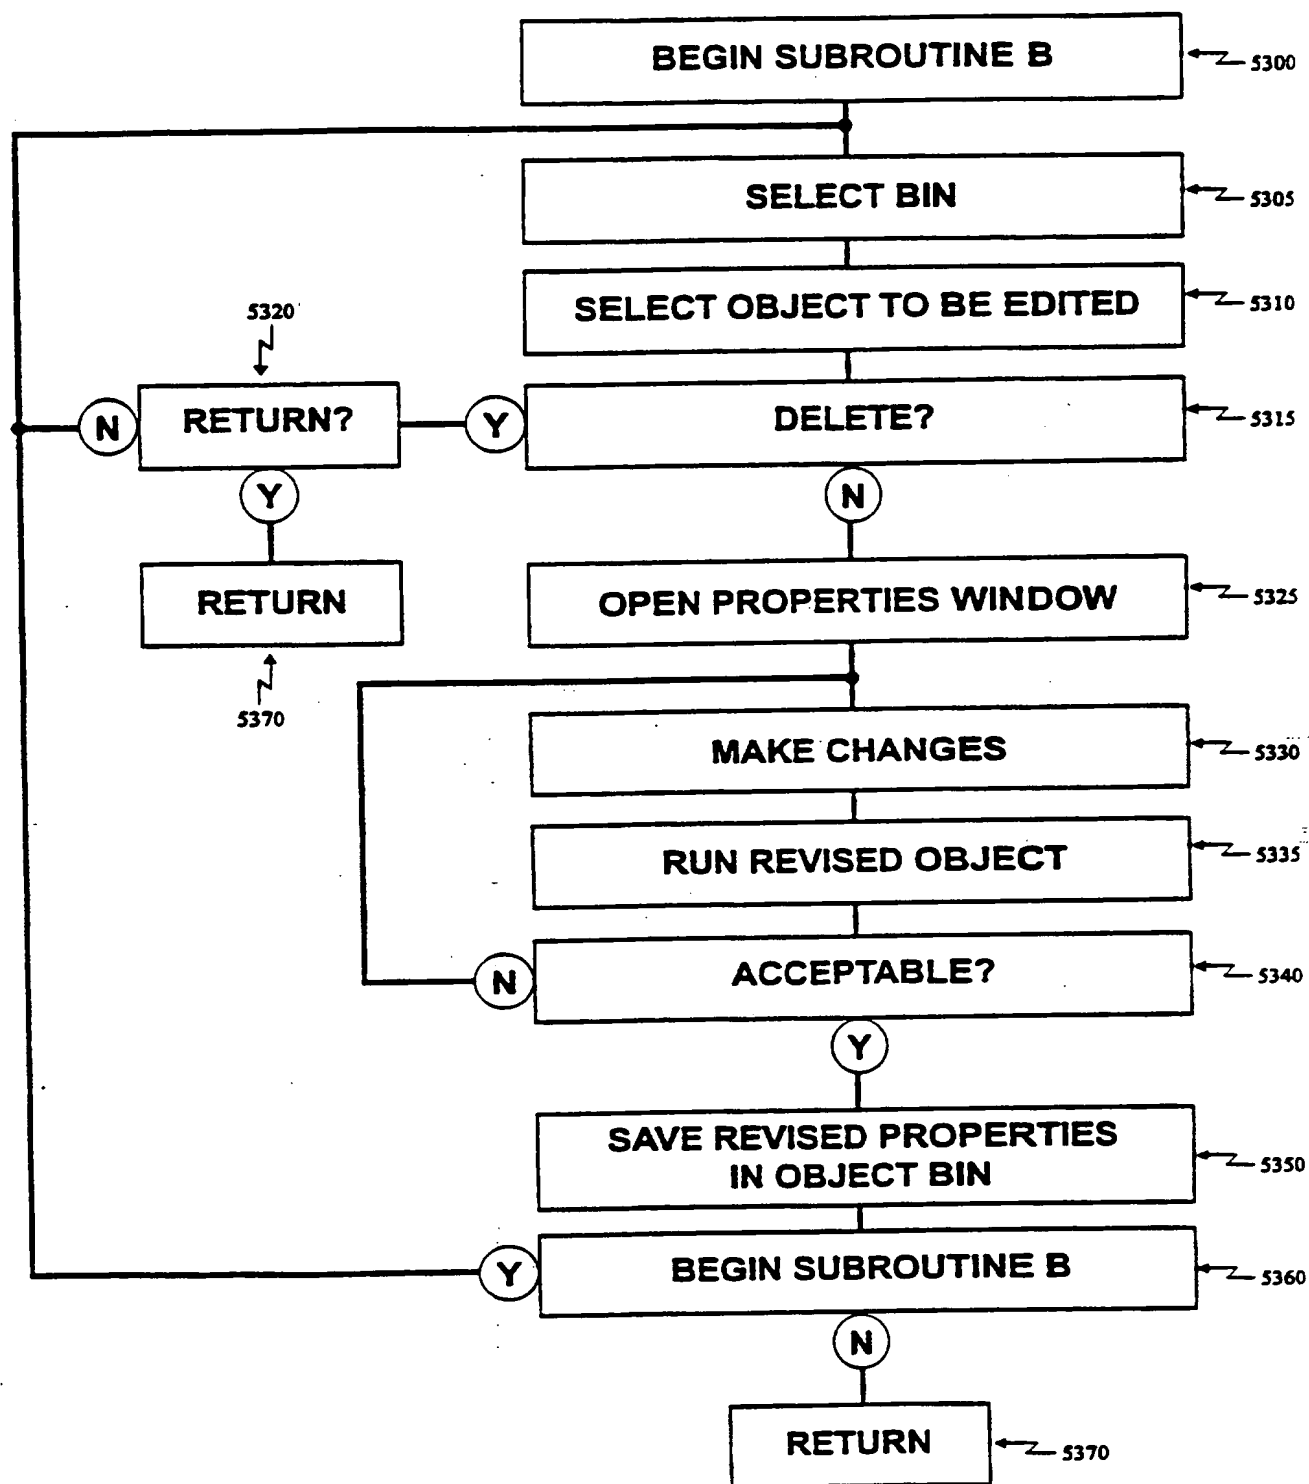 BEGIN SUBROUTINE B
5300
SELECT BIN
5305
SELECT OBJECT TO BE EDITED
5310
5320
N
RETURN?
Y
DELETE?
5315
Y
N
RETURN
OPEN PROPERTIES WINDOW
5325
5370
MAKE CHANGES
5330
RUN REVISED OBJECT
5335
N
ACCEPTABLE?
5340
Y
SAVE REVISED PROPERTIES
IN OBJECT BIN
5350
Y
BEGIN SUBROUTINE B
5360
N
RETURN
5370